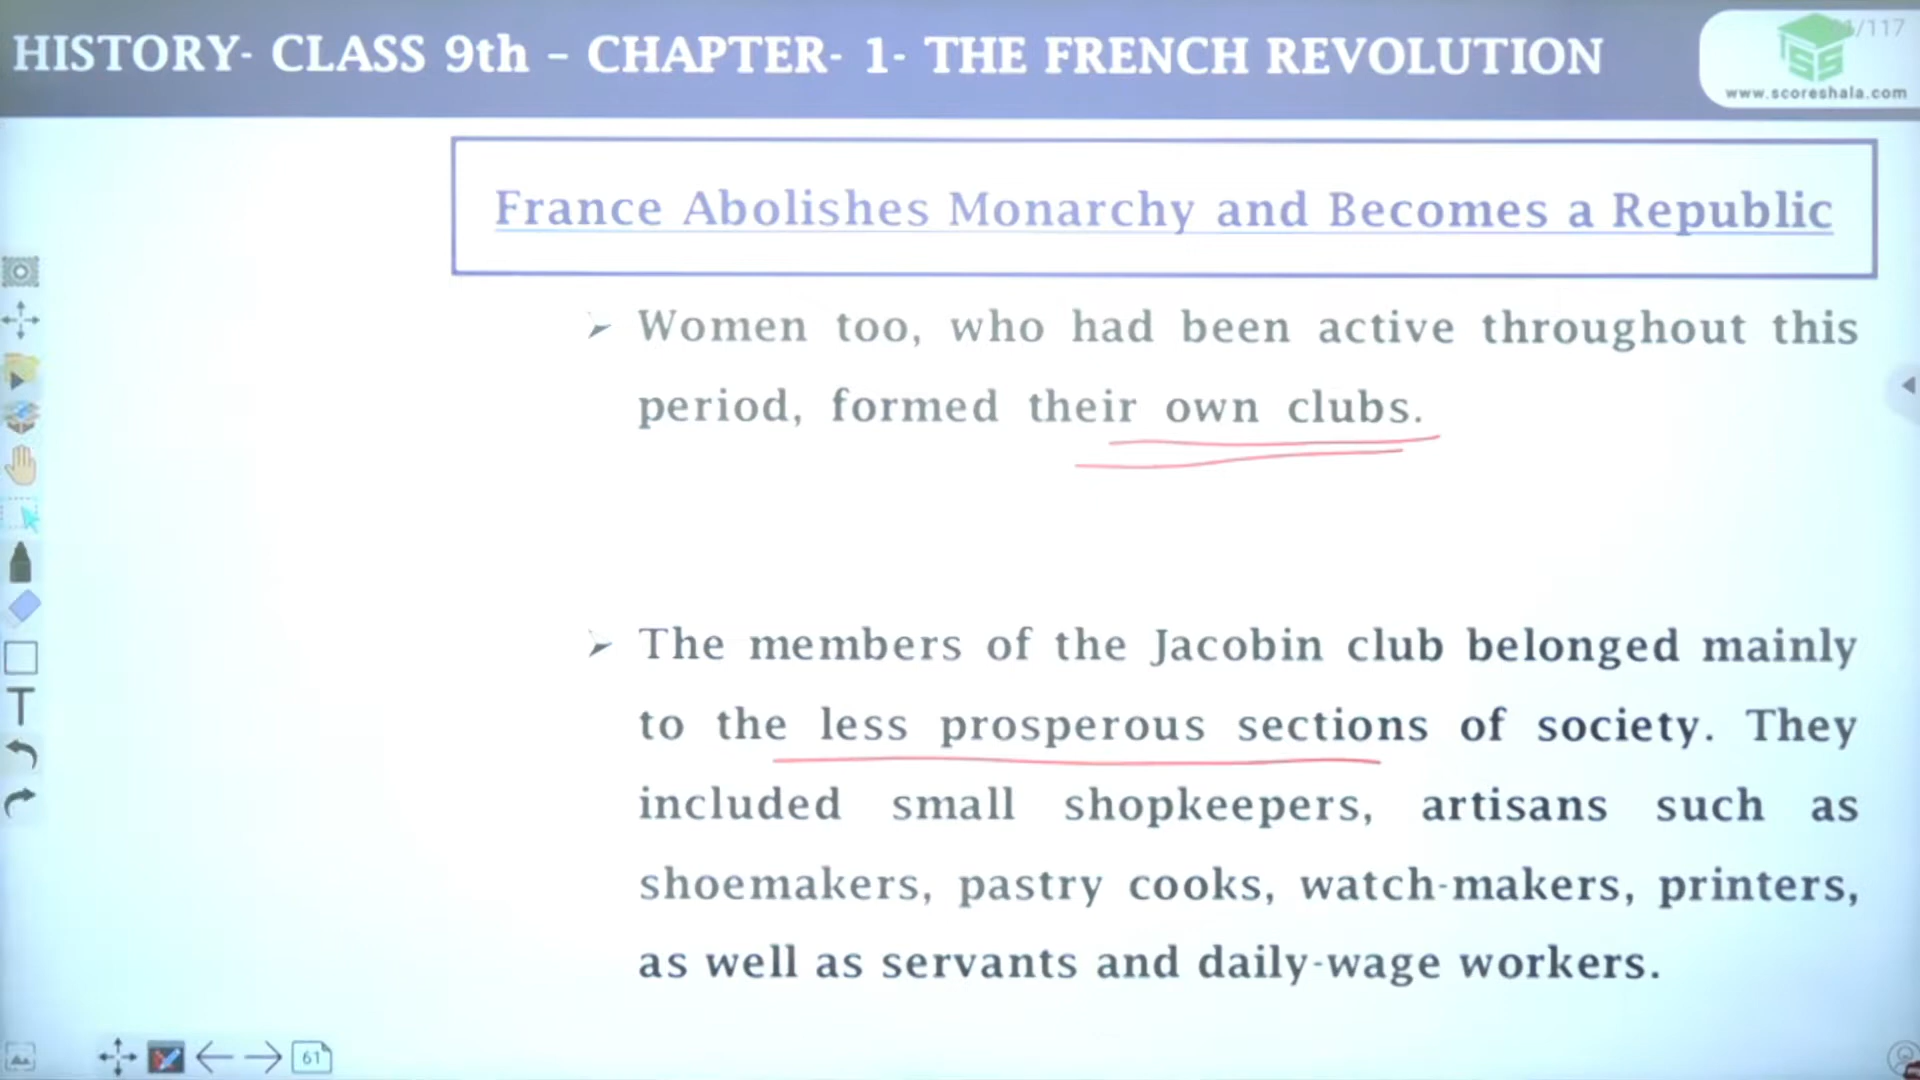 HISTORY- CLASS 9th – CHAPTER- 1- THE FRENCH REVOLUTION
/117
www.scoreshala.com
France Abolishes Monarchy and Becomes a Republic
➢ Women too, who had been active throughout this
period, formed their own clubs.
➢ The members of the Jacobin club belonged mainly
to the less prosperous sections of society. They
included small shopkeepers, artisans such as
shoemakers, pastry cooks, watch-makers, printers,
as well as servants and daily-wage workers.
T
61